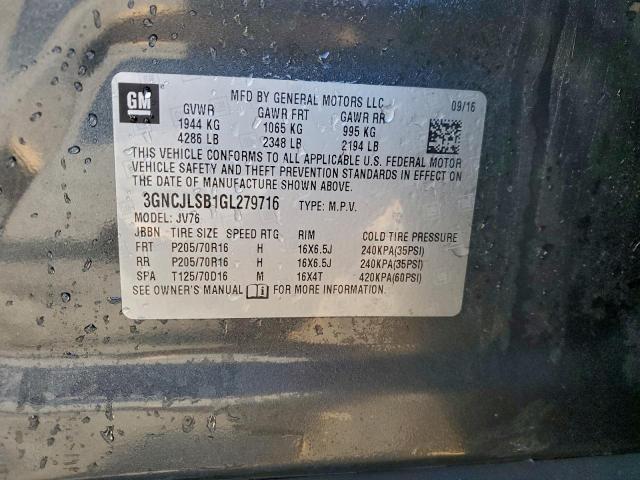 GM
MFD BY GENERAL MOTORS LLC 09/16
GVWR GAWR FRT GAWR RR
1944 KG 1065 KG 995 KG
4286 LB 2348 LB 2194 LB
THIS VEHICLE CONFORMS TO ALL APPLICABLE U.S. FEDERAL MOTOR
VEHICLE SAFETY AND THEFT PREVENTION STANDARDS IN EFFECT ON
THE DATE OF MANUFACTURE SHOWN ABOVE.
3GNCJLSB1GL279716 TYPE: M.P.V.
MODEL: JV76
JBBN TIRE SIZE SPEED RTG RIM COLD TIRE PRESSURE
FRT P205/70R16 H 16X6.5J 240KPA(35PSI)
RR P205/70R16 H 16X6.5J 240KPA(35PSI)
SPA T125/70D16 M 16X4T 420KPA(60PSI)
SEE OWNER'S MANUAL FOR MORE INFORMATION.